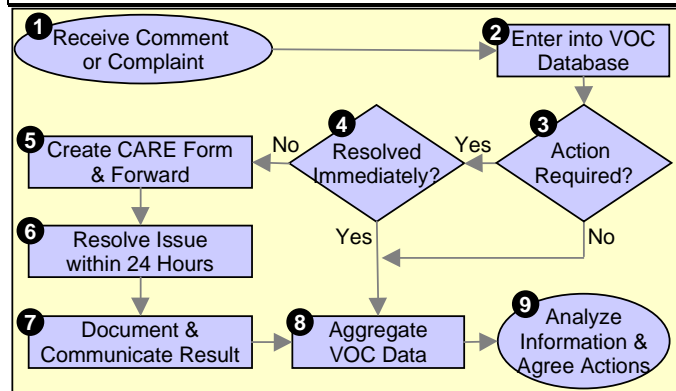 1
Receive Comment
or Complaint
2
Enter into VOC
Database
3
Action
Required?
Yes
No
4
Resolved
Immediately?
No
Yes
5
Create CARE Form
& Forward
6
Resolve Issue
within 24 Hours
7
Document &
Communicate Result
8
Aggregate
VOC Data
9
Analyze
Information &
Agree Actions